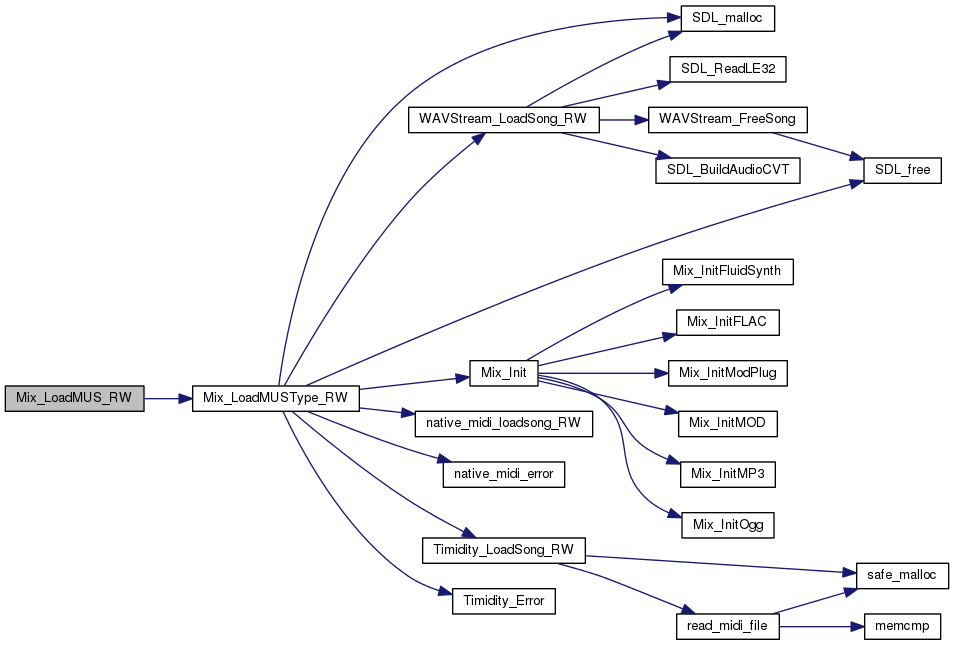 SDL_malloc
SDL_ReadLE32
WAVStream_LoadSong_RW
WAVStream_FreeSong
SDL_BuildAudioCVT
SDL_free
Mix_InitFluidSynth
Mix_InitFLAC
Mix_Init
Mix_InitModPlug
Mix_LoadMUS_RW
Mix_LoadMUSType_RW
native_midi_loadsong_RW
Mix_InitMOD
native_midi_error
Mix_InitMP3
Mix_InitOgg
Timidity_LoadSong_RW
safe_malloc
Timidity_Error
read_midi_file
memcmp